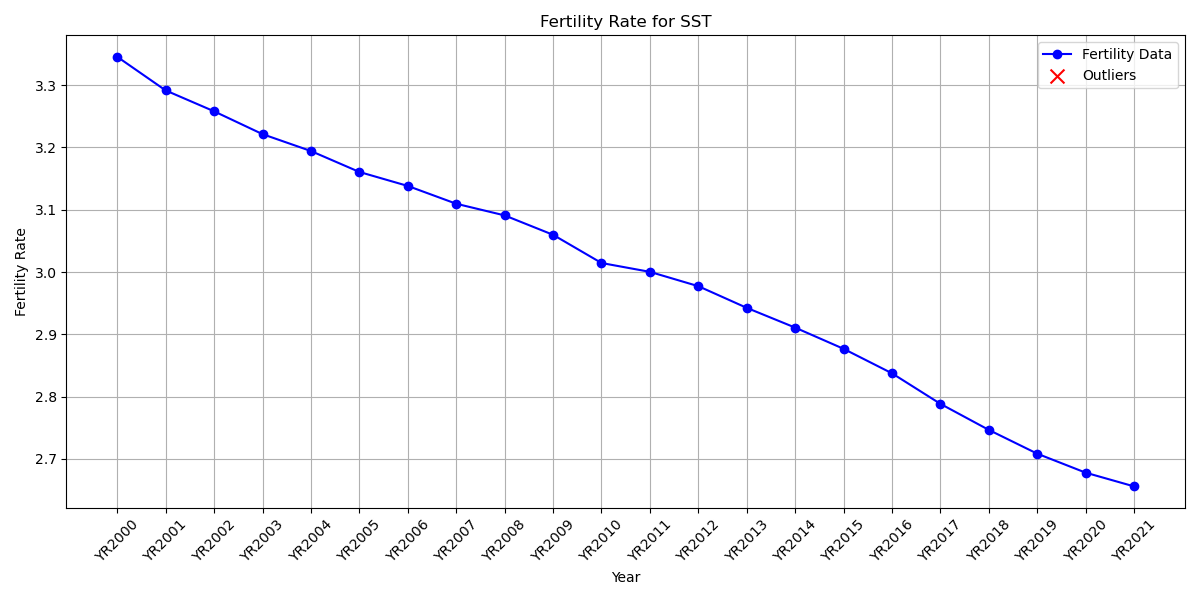 Fertility Rate for SST
Fertility Data
Outliers
Fertility Rate
3.3
3.2
3.1
3.0
2.9
2.8
2.7
YR2000
YR2001
YR2002
YR2003
YR2004
YR2005
YR2006
YR2007
YR2008
YR2009
YR2010
YR2011
YR2012
YR2013
YR2014
YR2015
YR2016
YR2017
YR2018
YR2019
YR2020
YR2021
Year